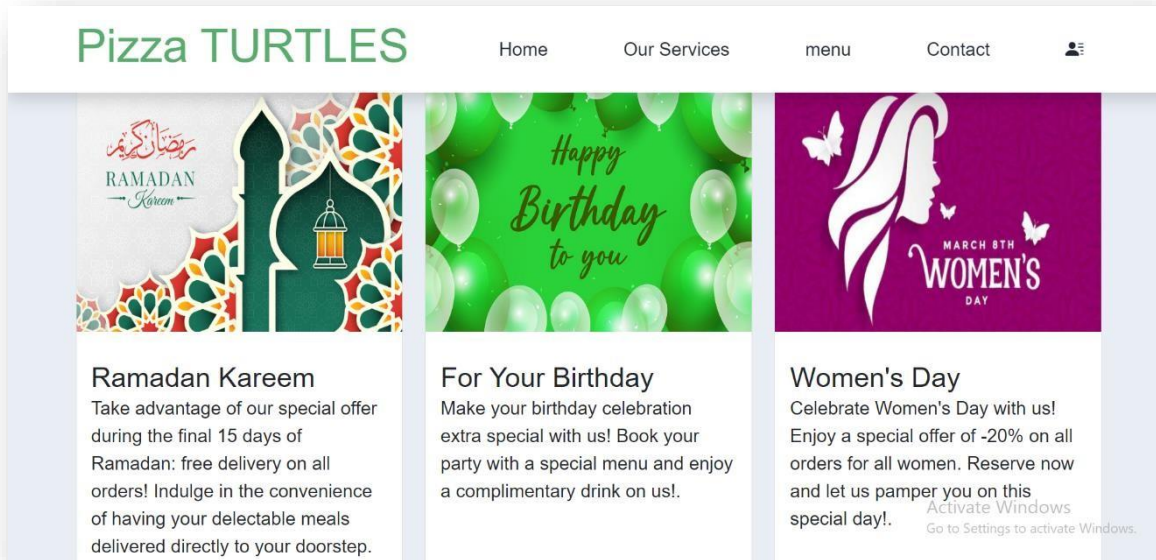 Pizza TURTLES
Home
Our Services
menu
Contact
رمضان كريم
RAMADAN
Kareem
Happy
Birthday
to you
MARCH 8TH
WOMEN'S
DAY
Ramadan Kareem
Take advantage of our special offer
during the final 15 days of
Ramadan: free delivery on all
orders! Indulge in the convenience
of having your delectable meals
delivered directly to your doorstep.
For Your Birthday
Make your birthday celebration
extra special with us! Book your
party with a special menu and enjoy
a complimentary drink on us!.
Women's Day
Celebrate Women's Day with us!
Enjoy a special offer of -20% on all
orders for all women. Reserve now
and let us pamper you on this
special day!.
Activate Windows
Go to Settings to activate Windows.